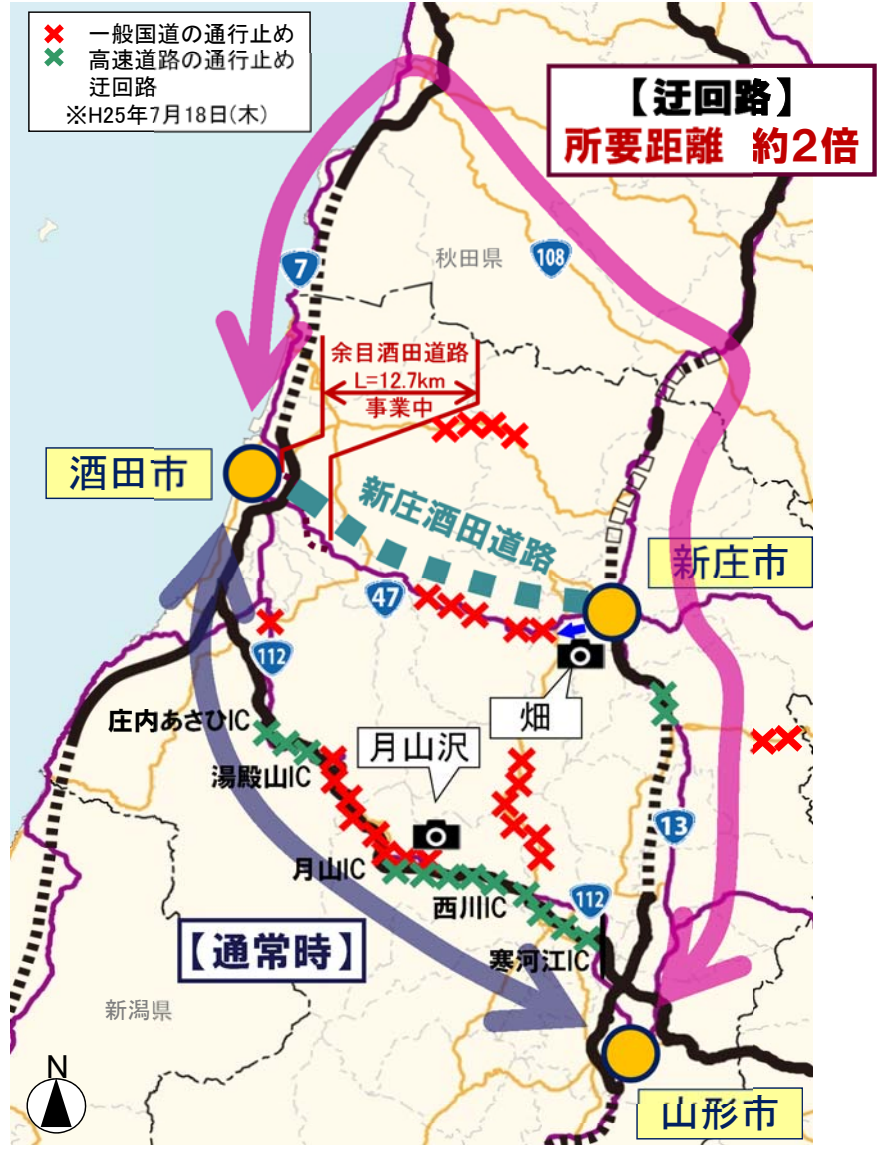 一般国道の通行止め
高速道路の通行止め
迂回路
※H25年7月18日(木)
【迂回路】
所要距離 約2倍
7
秋田県
108
余目酒田道路
L=12.7km
事業中
酒田市
新庄酒田道路
新庄市
47
112
畑
庄内あさひIC
月山沢
湯殿山IC
13
月山IC
西川IC
112
【通常時】
寒河江IC
新潟県
N
山形市